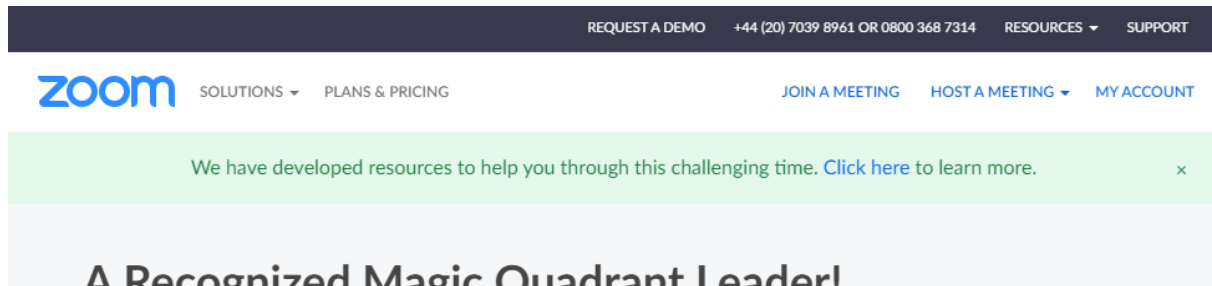 REQUEST A DEMO +44 (20) 7039 8961 OR 0800 368 7314 RESOURCES SUPPORT
zoom SOLUTIONS PLANS & PRICING JOIN A MEETING HOST A MEETING MY ACCOUNT
We have developed resources to help you through this challenging time. Click here to learn more. ×
A Recognized Magic Quadrant Leader!